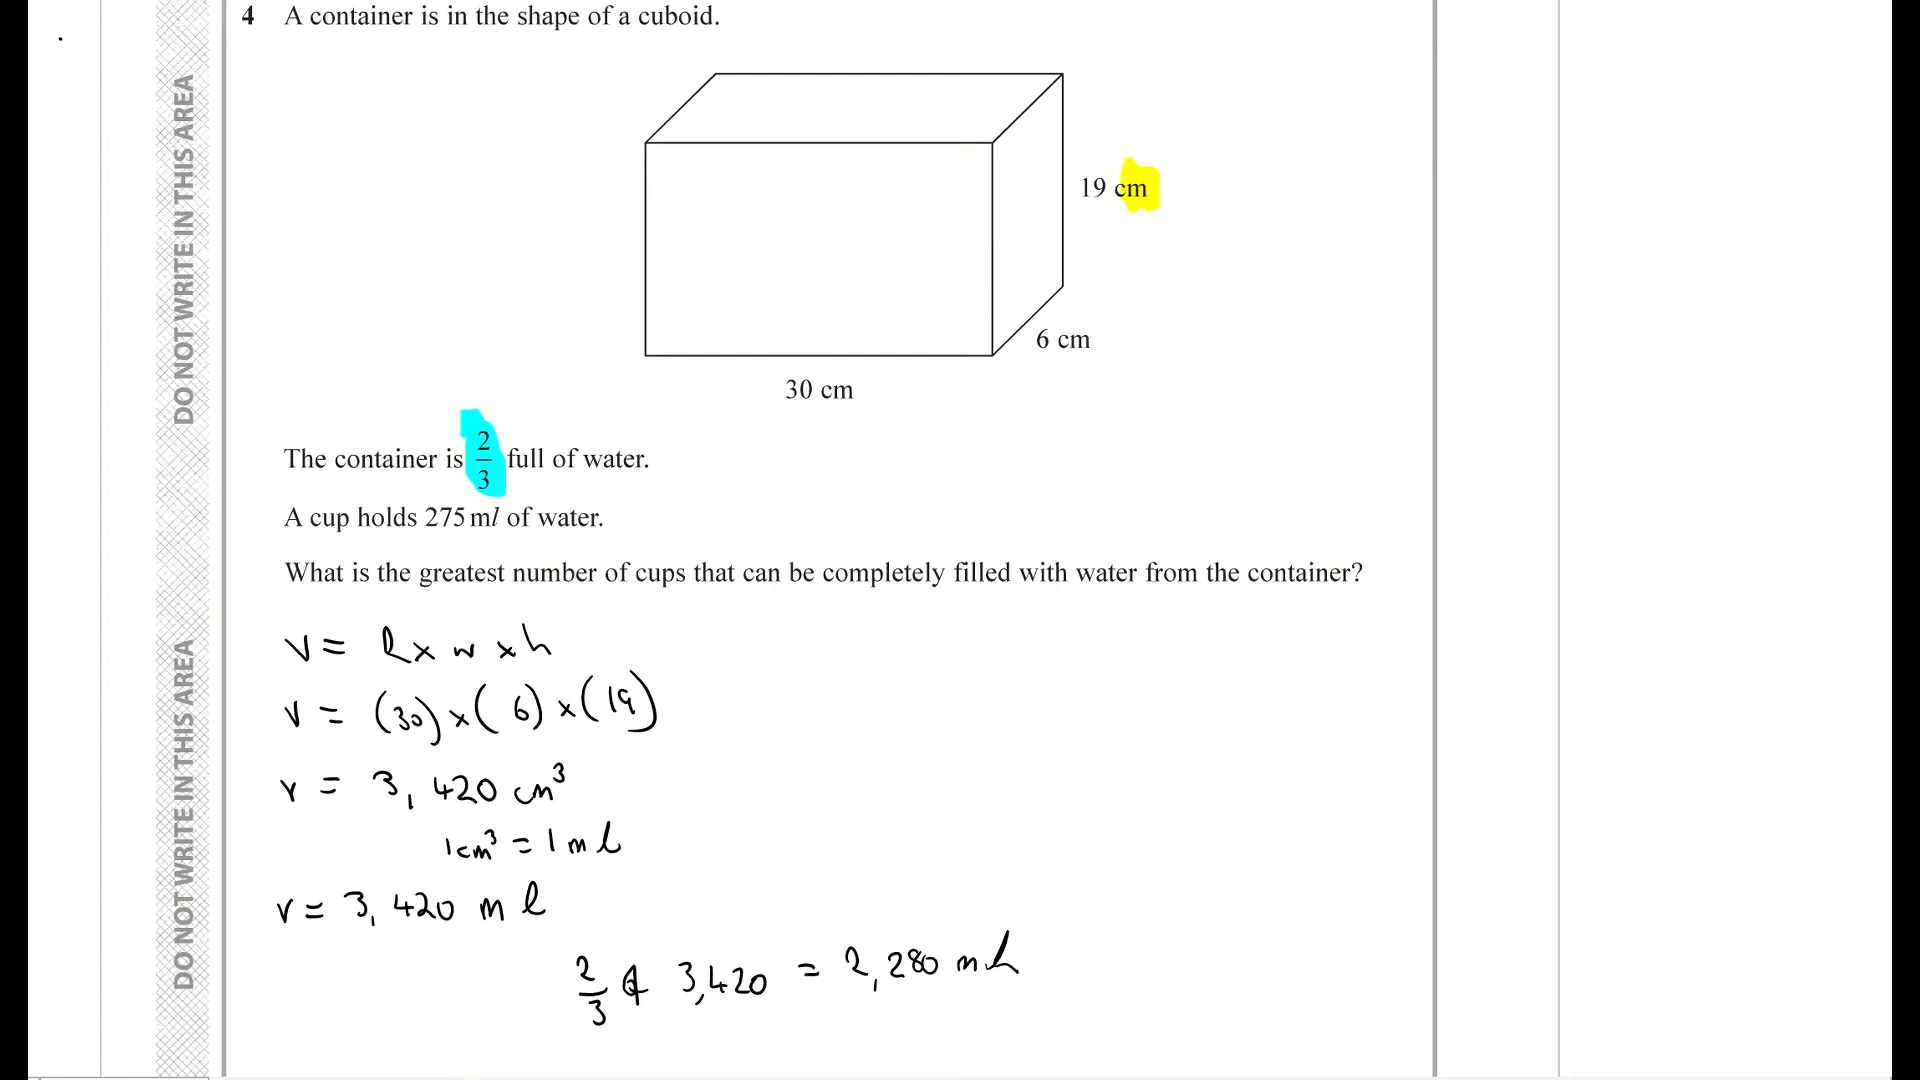 4 A container is in the shape of a cuboid.
19 cm
6 cm
30 cm
The container is 2/3 full of water.
A cup holds 275 ml of water.
What is the greatest number of cups that can be completely filled with water from the container?
V = l x w x h
V = (30) x (6) x (19)
V = 3,420 cm³
1cm³ = 1 ml
V = 3,420 ml
2/3 of 3,420 = 2,280 ml
DO NOT WRITE IN THIS AREA
DO NOT WRITE IN THIS AREA